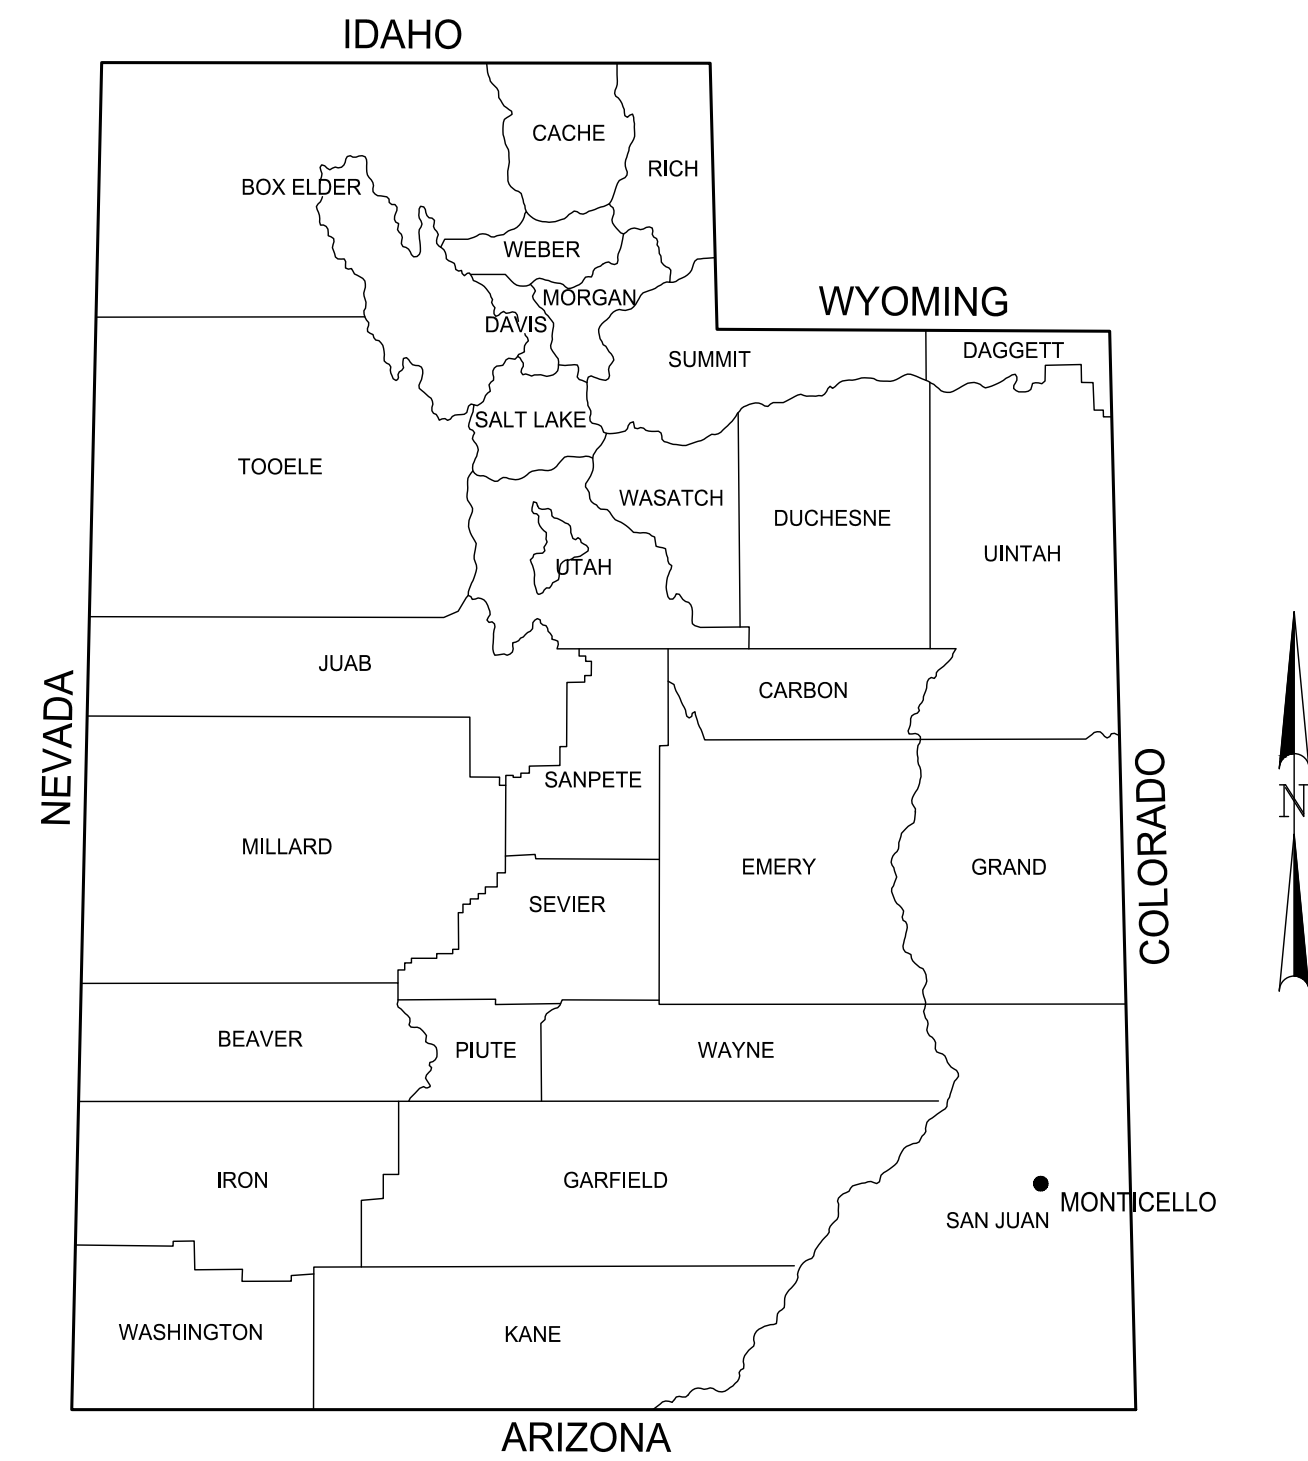 IDAHO
CACHE
RICH
BOX ELDER
WEBER
MORGAN
WYOMING
DAVIS
DAGGETT
SUMMIT
SALT LAKE
TOOELE
WASATCH
DUCHESNE
UINTAH
UTAH
JUAB
CARBON
NEVADA
SANPETE
COLORADO
N
MILLARD
EMERY
GRAND
SEVIER
BEAVER
PIUTE
WAYNE
IRON
GARFIELD
MONTICELLO
SAN JUAN
WASHINGTON
KANE
ARIZONA